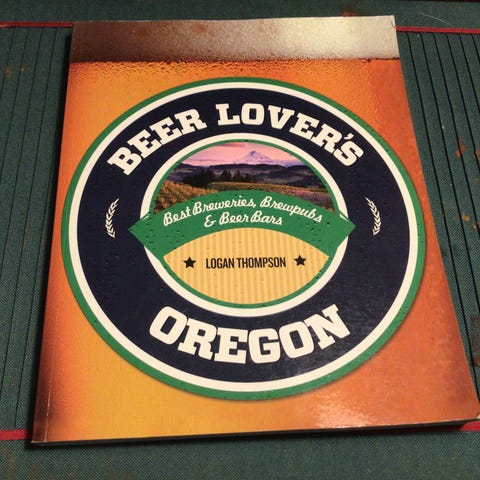 BEER LOVER'S
Best Breweries, Brewpubs
& Beer Bars
LOGAN THOMPSON
OREGON